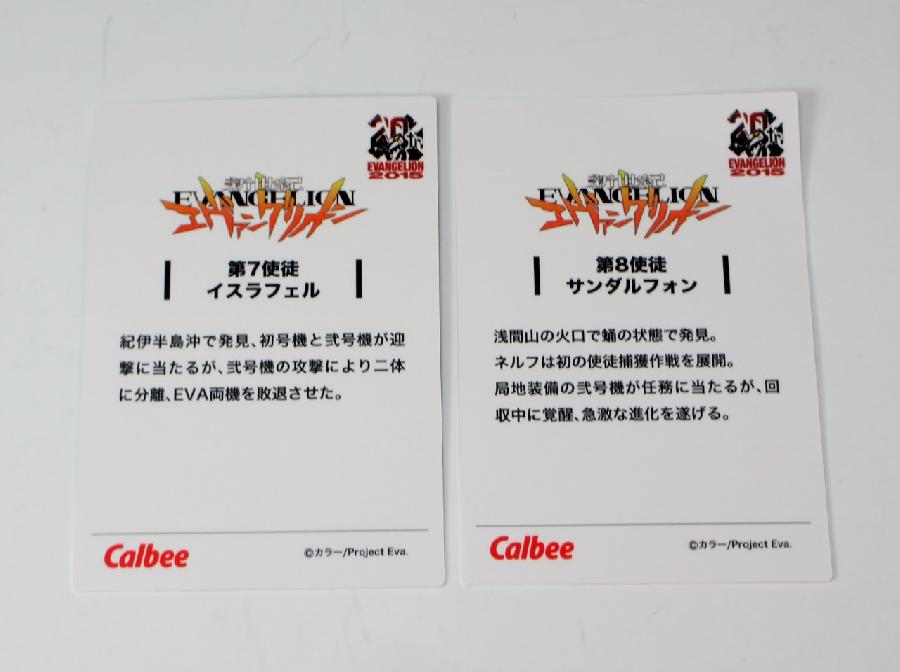 祝
EVANGELION
2015
新世紀
EVANGELION
エヴァンゲリオン
第7使徒
イスラフェル
紀伊半島沖で発見、初号機と弐号機が迎
撃に当たるが、弐号機の攻撃により二体
に分離、EVA両機を敗退させた。
Calbee
©カラー/Project Eva.
EVANGELION
2015
新世紀
EVANGELION
エヴァンゲリオン
第8使徒
サンダルフォン
浅間山の火口で蛹の状態で発見。
ネルフは初の使徒捕獲作戦を展開。
局地装備の弐号機が任務に当たるが、回
収中に覚醒、急激な進化を遂げる。
Calbee
©カラー/Project Eva.